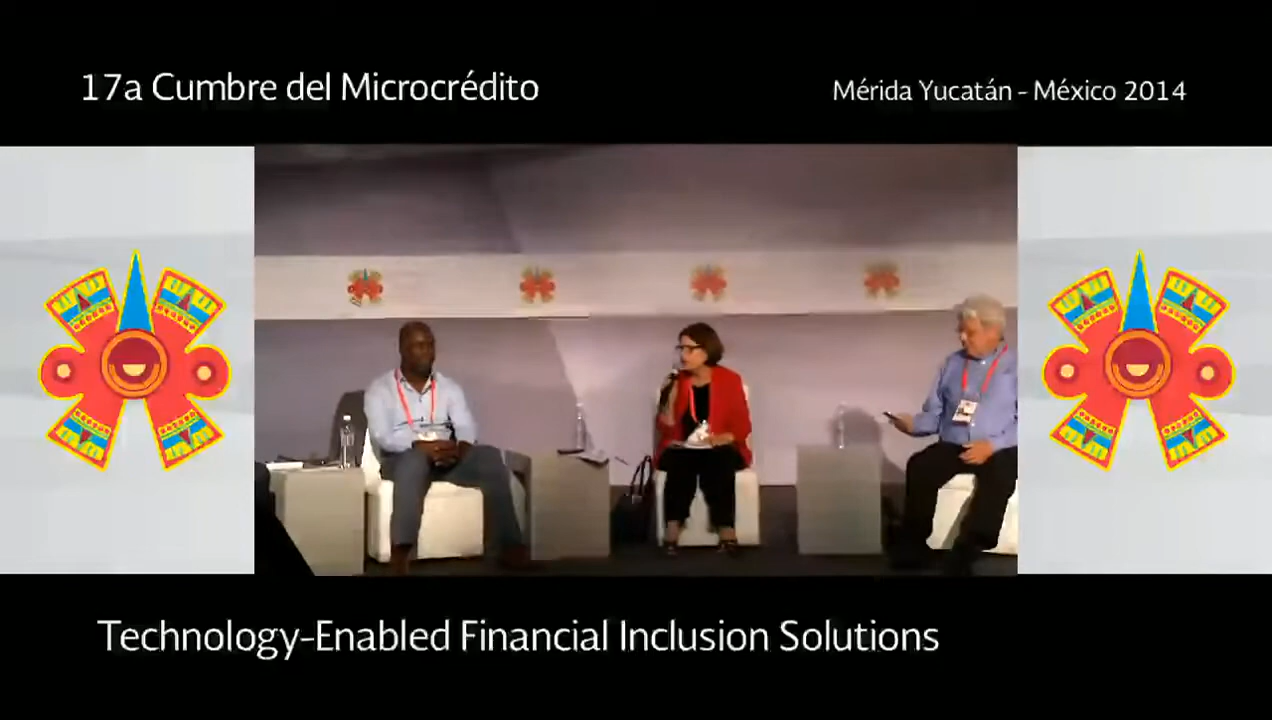 17a Cumbre del Microcrédito
Mérida Yucatán - México 2014
Technology-Enabled Financial Inclusion Solutions